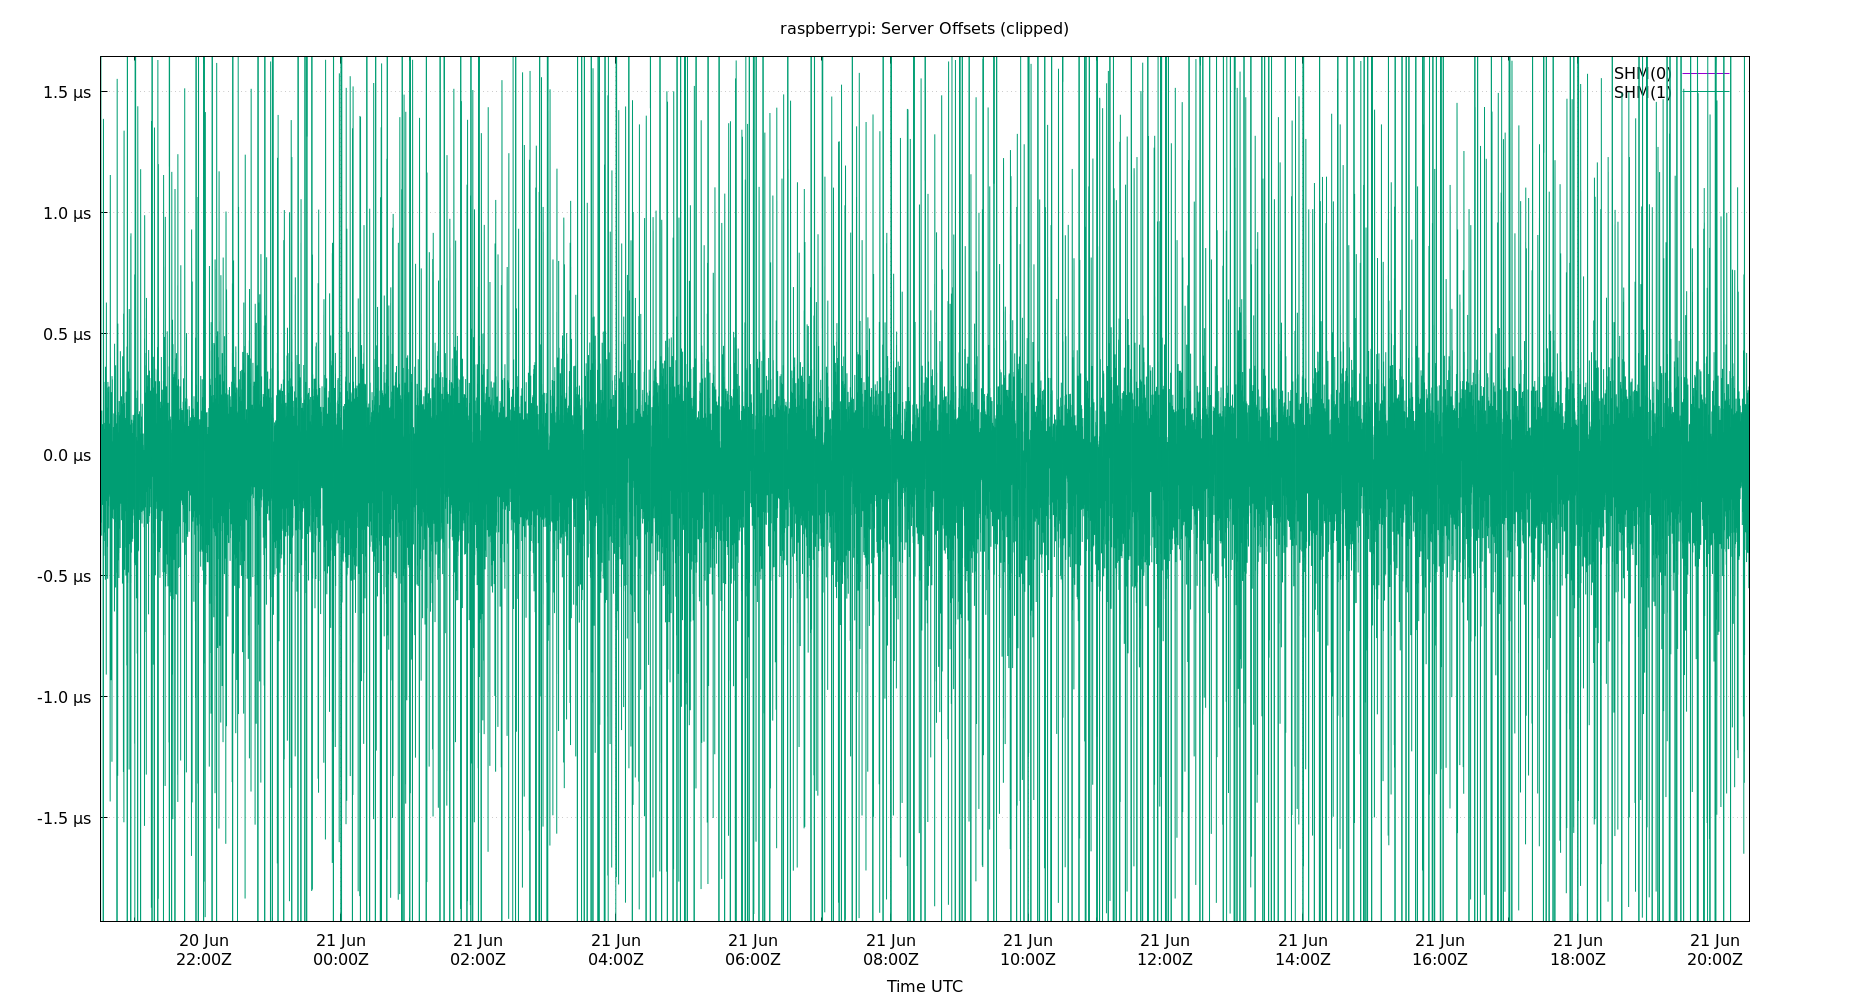 raspberrypi: Server Offsets (clipped)
SHM(0)
SHM(1)
1.5 µs
1.0 µs
0.5 µs
0.0 µs
-0.5 µs
-1.0 µs
-1.5 µs
20 Jun 21 Jun 21 Jun 21 Jun 21 Jun 21 Jun 21 Jun 21 Jun 21 Jun 21 Jun 21 Jun 21 Jun
22:00Z 00:00Z 02:00Z 04:00Z 06:00Z 08:00Z 10:00Z 12:00Z 14:00Z 16:00Z 18:00Z 20:00Z
Time UTC